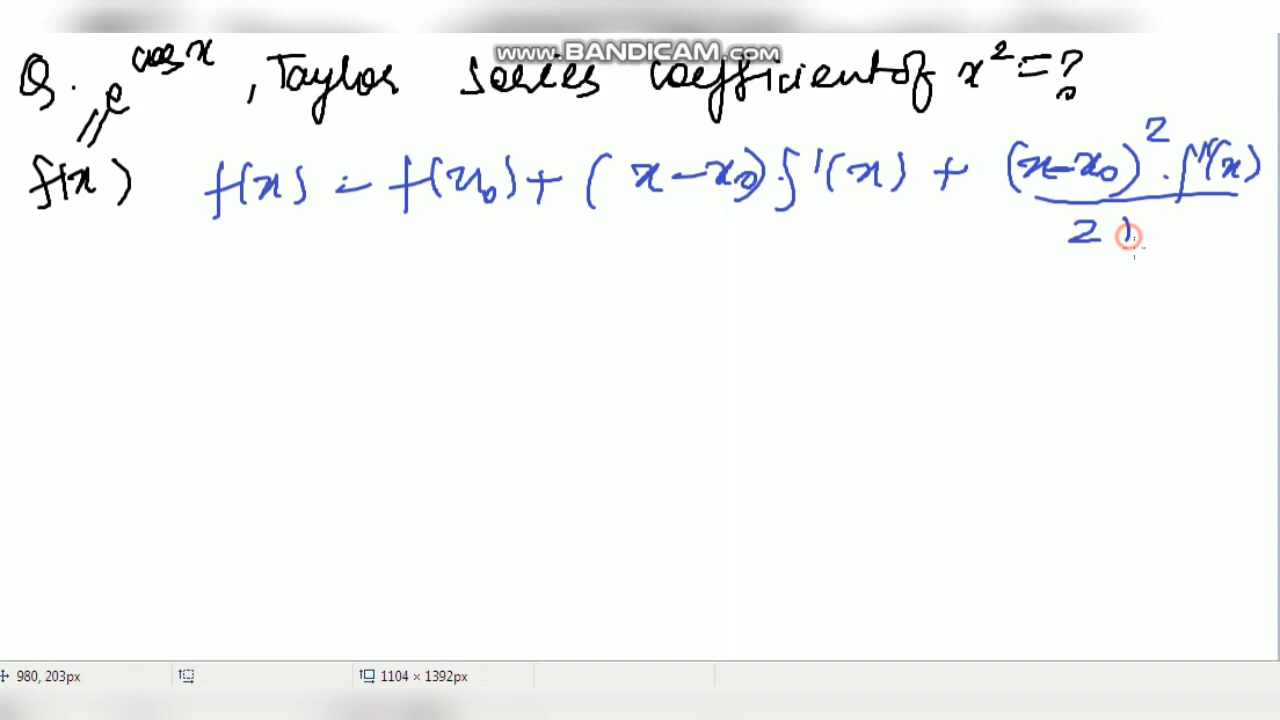 www.BANDICAM.com
Q. e^{cos x}, Taylor series coefficient of x² = ?
f(x) f(x) = f(x₀) + (x-x₀).f'(x) + (x-x₀)².f''(x)
2!
980, 203px 1104 × 1392px